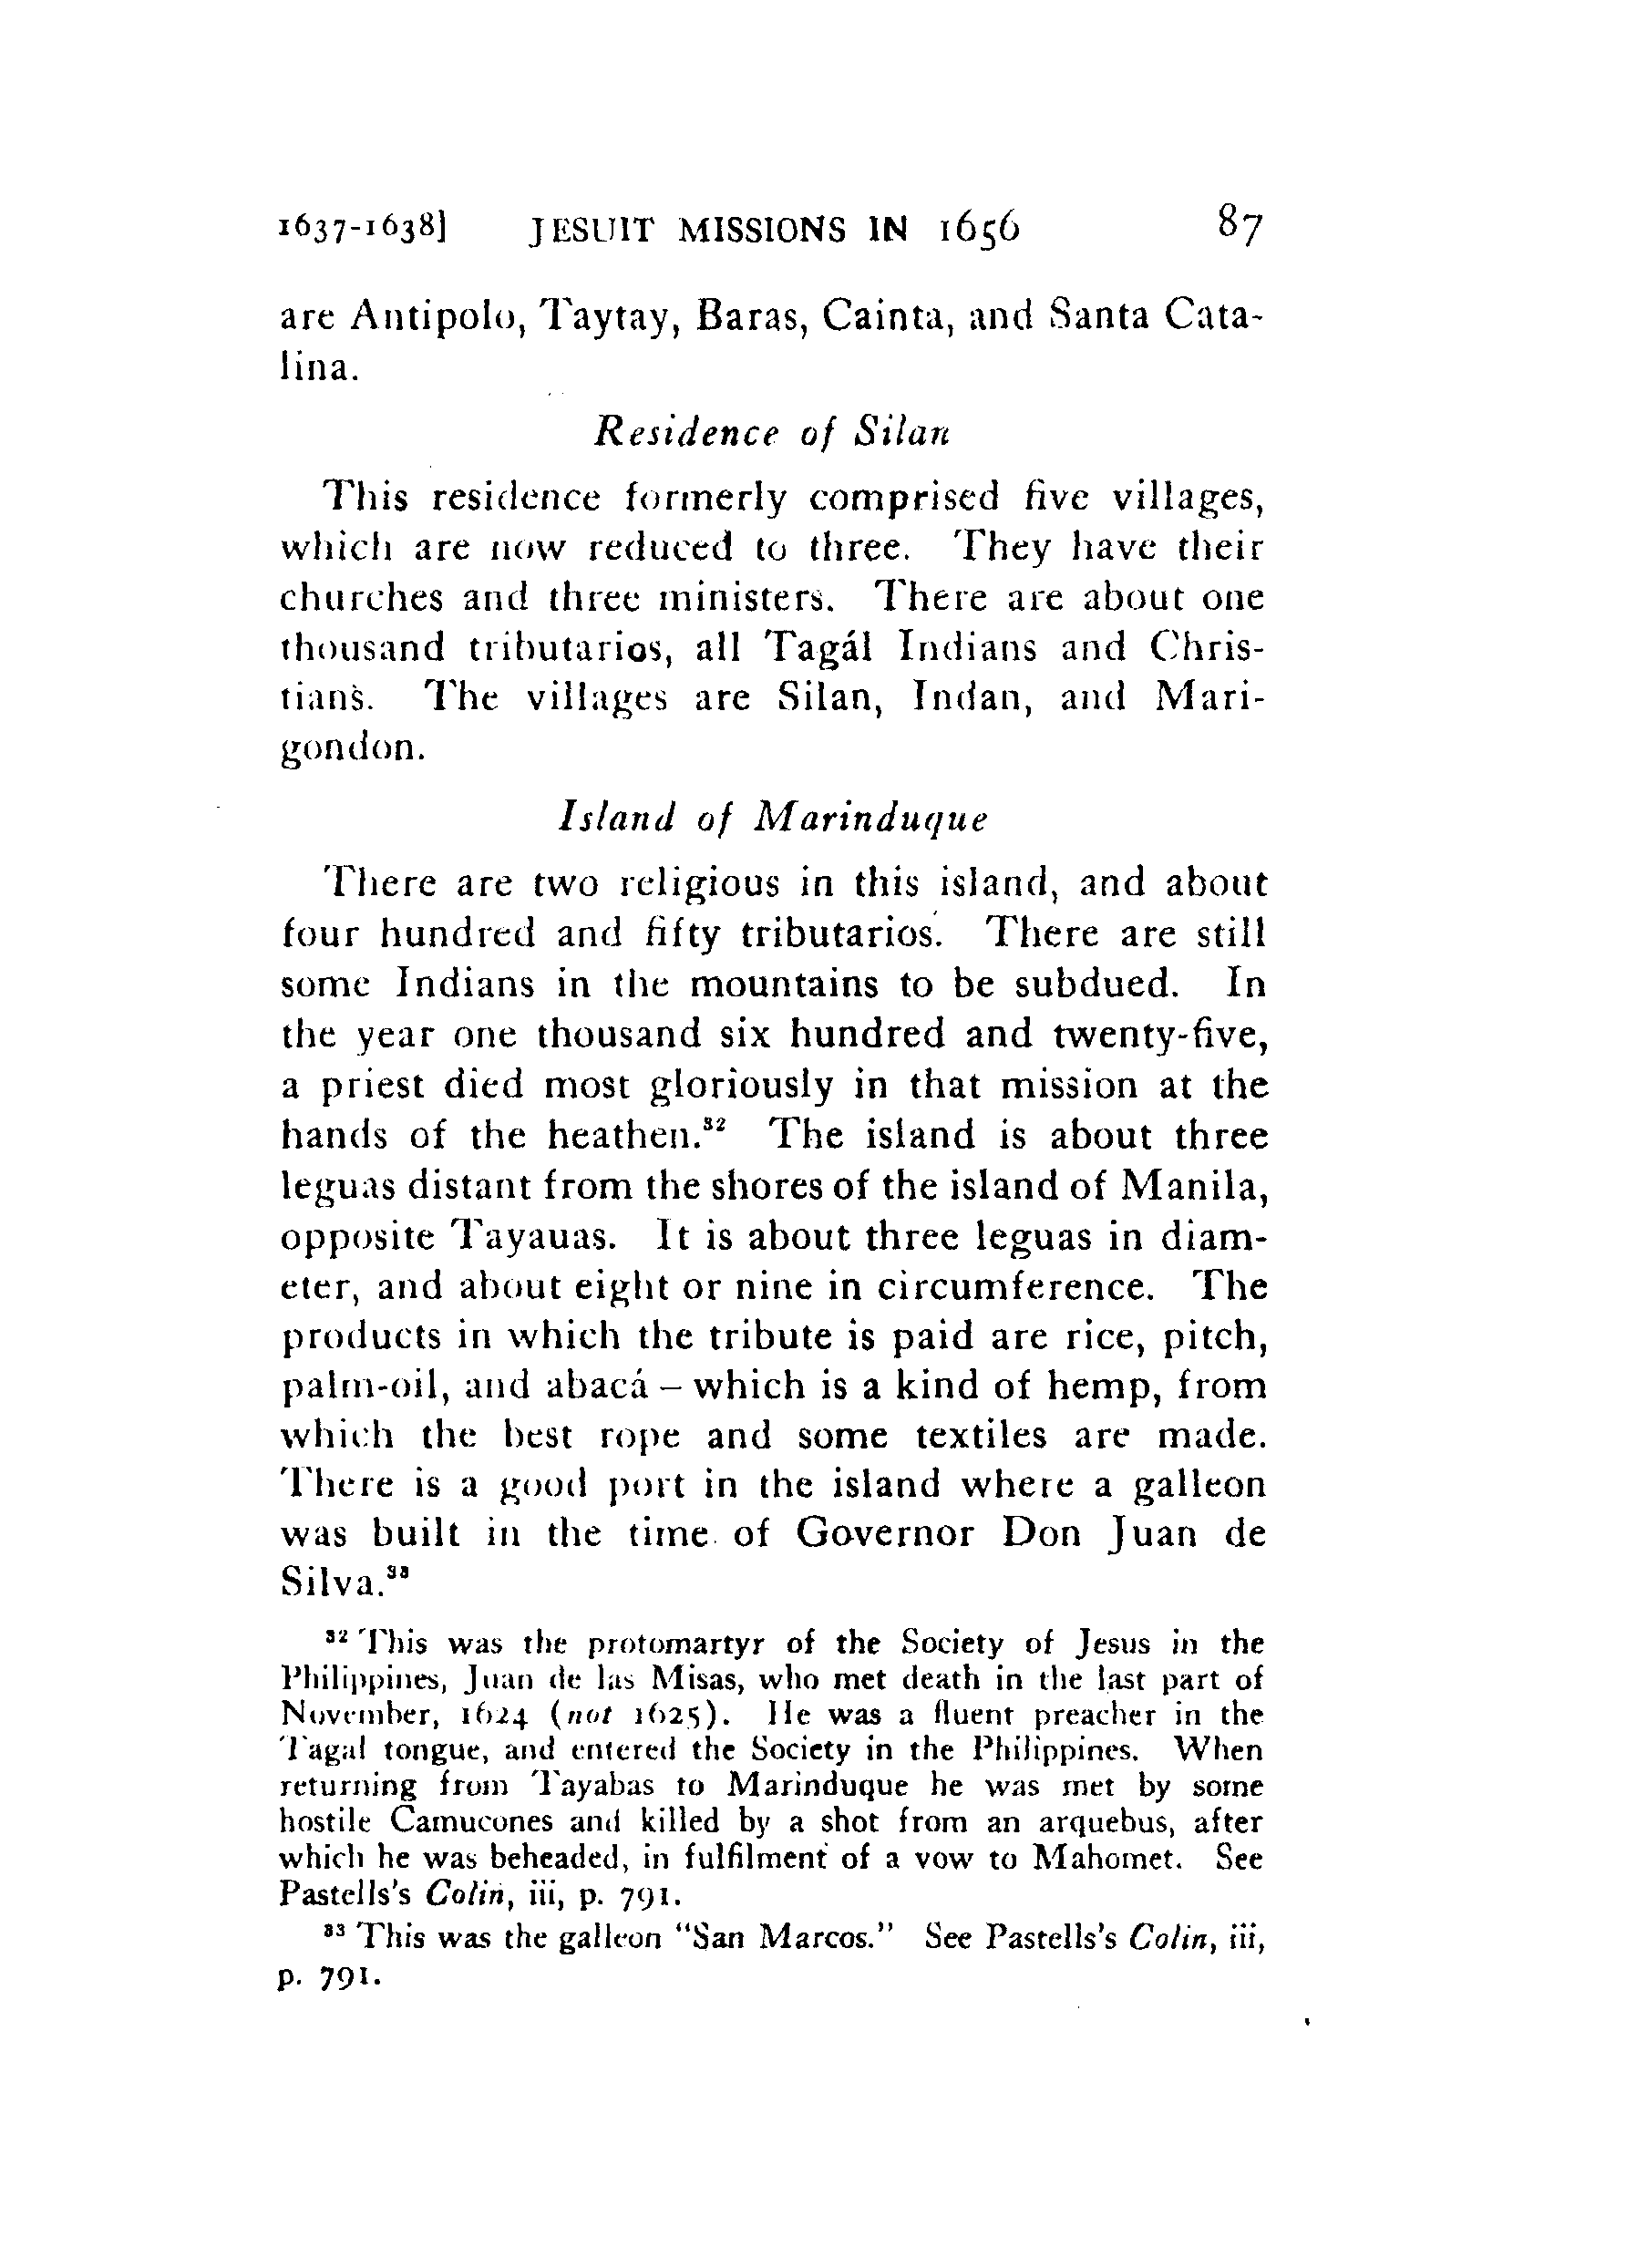 1637-1638] JESUIT MISSIONS IN 1656 87
are Antipolo, Taytay, Baras, Cainta, and Santa Cata-
lina.
Residence of Silan
This residence formerly comprised five villages,
which are now reduced to three. They have their
churches and three ministers. There are about one
thousand tributarios, all Tagál Indians and Chris-
tians. The villages are Silan, Indan, and Mari-
gondon.
Island of Marinduque
There are two religious in this island, and about
four hundred and fifty tributarios. There are still
some Indians in the mountains to be subdued. In
the year one thousand six hundred and twenty-five,
a priest died most gloriously in that mission at the
hands of the heathen.³² The island is about three
leguas distant from the shores of the island of Manila,
opposite Tayauas. It is about three leguas in diam-
eter, and about eight or nine in circumference. The
products in which the tribute is paid are rice, pitch,
palm-oil, and abacá – which is a kind of hemp, from
which the best rope and some textiles are made.
There is a good port in the island where a galleon
was built in the time of Governor Don Juan de
Silva.³³
³² This was the protomartyr of the Society of Jesus in the
Philippines, Juan de las Misas, who met death in the last part of
November, 1624 (not 1625). He was a fluent preacher in the
Tagal tongue, and entered the Society in the Philippines. When
returning from Tayabas to Marinduque he was met by some
hostile Camucones and killed by a shot from an arquebus, after
which he was beheaded, in fulfilment of a vow to Mahomet. See
Pastells's Colin, iii, p. 791.
³³ This was the galleon "San Marcos." See Pastells's Colin, iii,
p. 791.